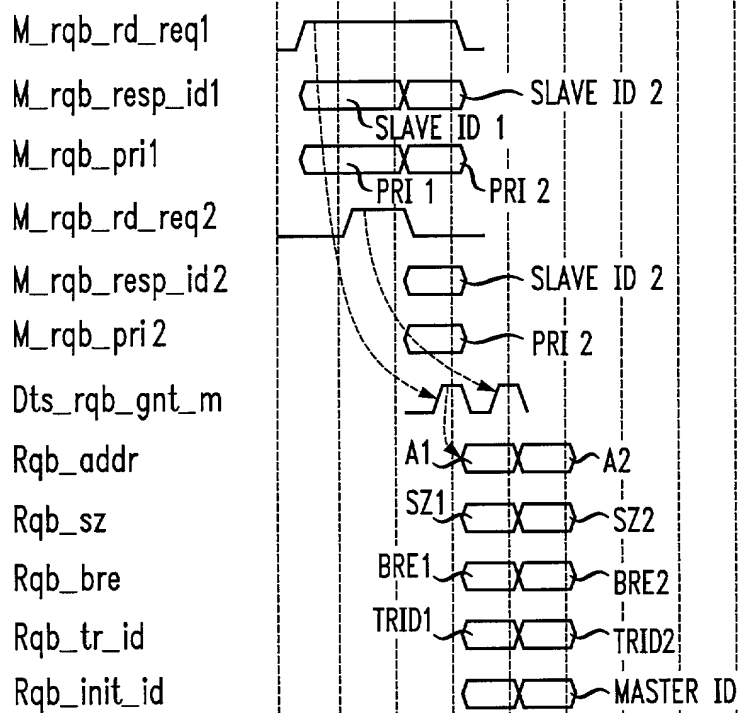 M_rqb_rd_req1
M_rqb_resp_id1
SLAVE ID 2
SLAVE ID 1
M_rqb_pri1
PRI 1
PRI 2
M_rqb_rd_req2
M_rqb_resp_id2
SLAVE ID 2
M_rqb_pri2
PRI 2
Dts_rqb_gnt_m
Rqb_addr
A1
A2
Rqb_sz
SZ1
SZ2
Rqb_bre
BRE1
BRE2
Rqb_tr_id
TRID1
TRID2
Rqb_init_id
MASTER ID